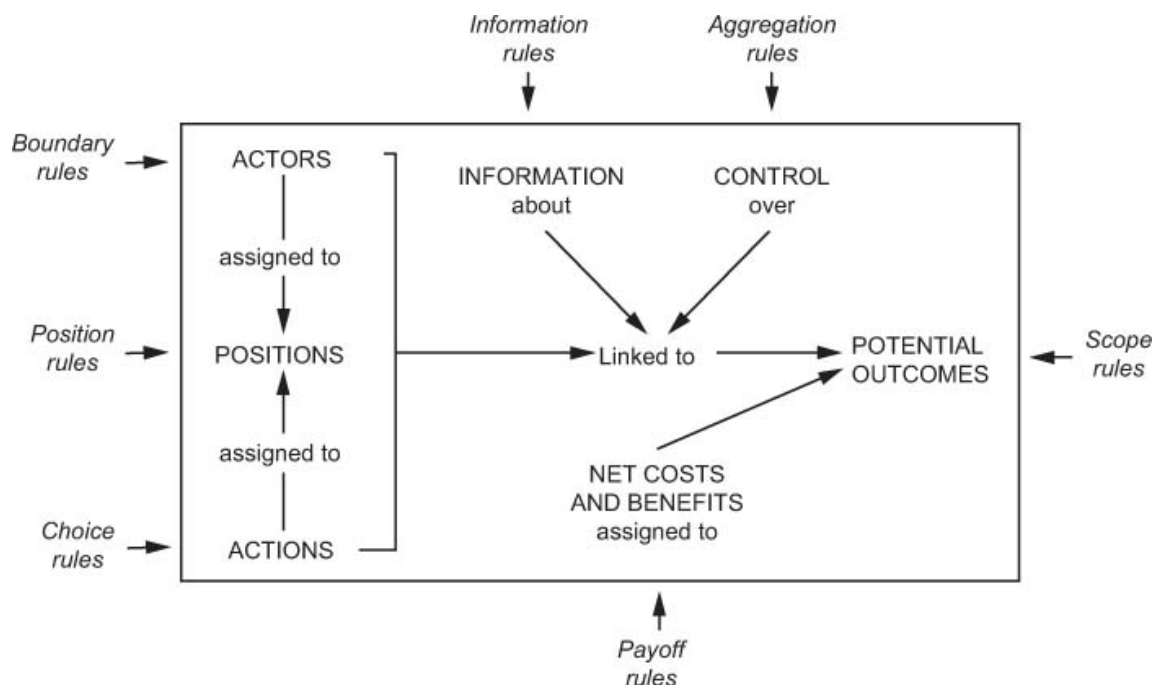 Information
rules
Aggregation
rules
Boundary
rules
ACTORS
INFORMATION
about
CONTROL
over
assigned to
Position
rules
POSITIONS
Linked to
POTENTIAL
OUTCOMES
Scope
rules
assigned to
NET COSTS
AND BENEFITS
assigned to
Choice
rules
ACTIONS
Payoff
rules